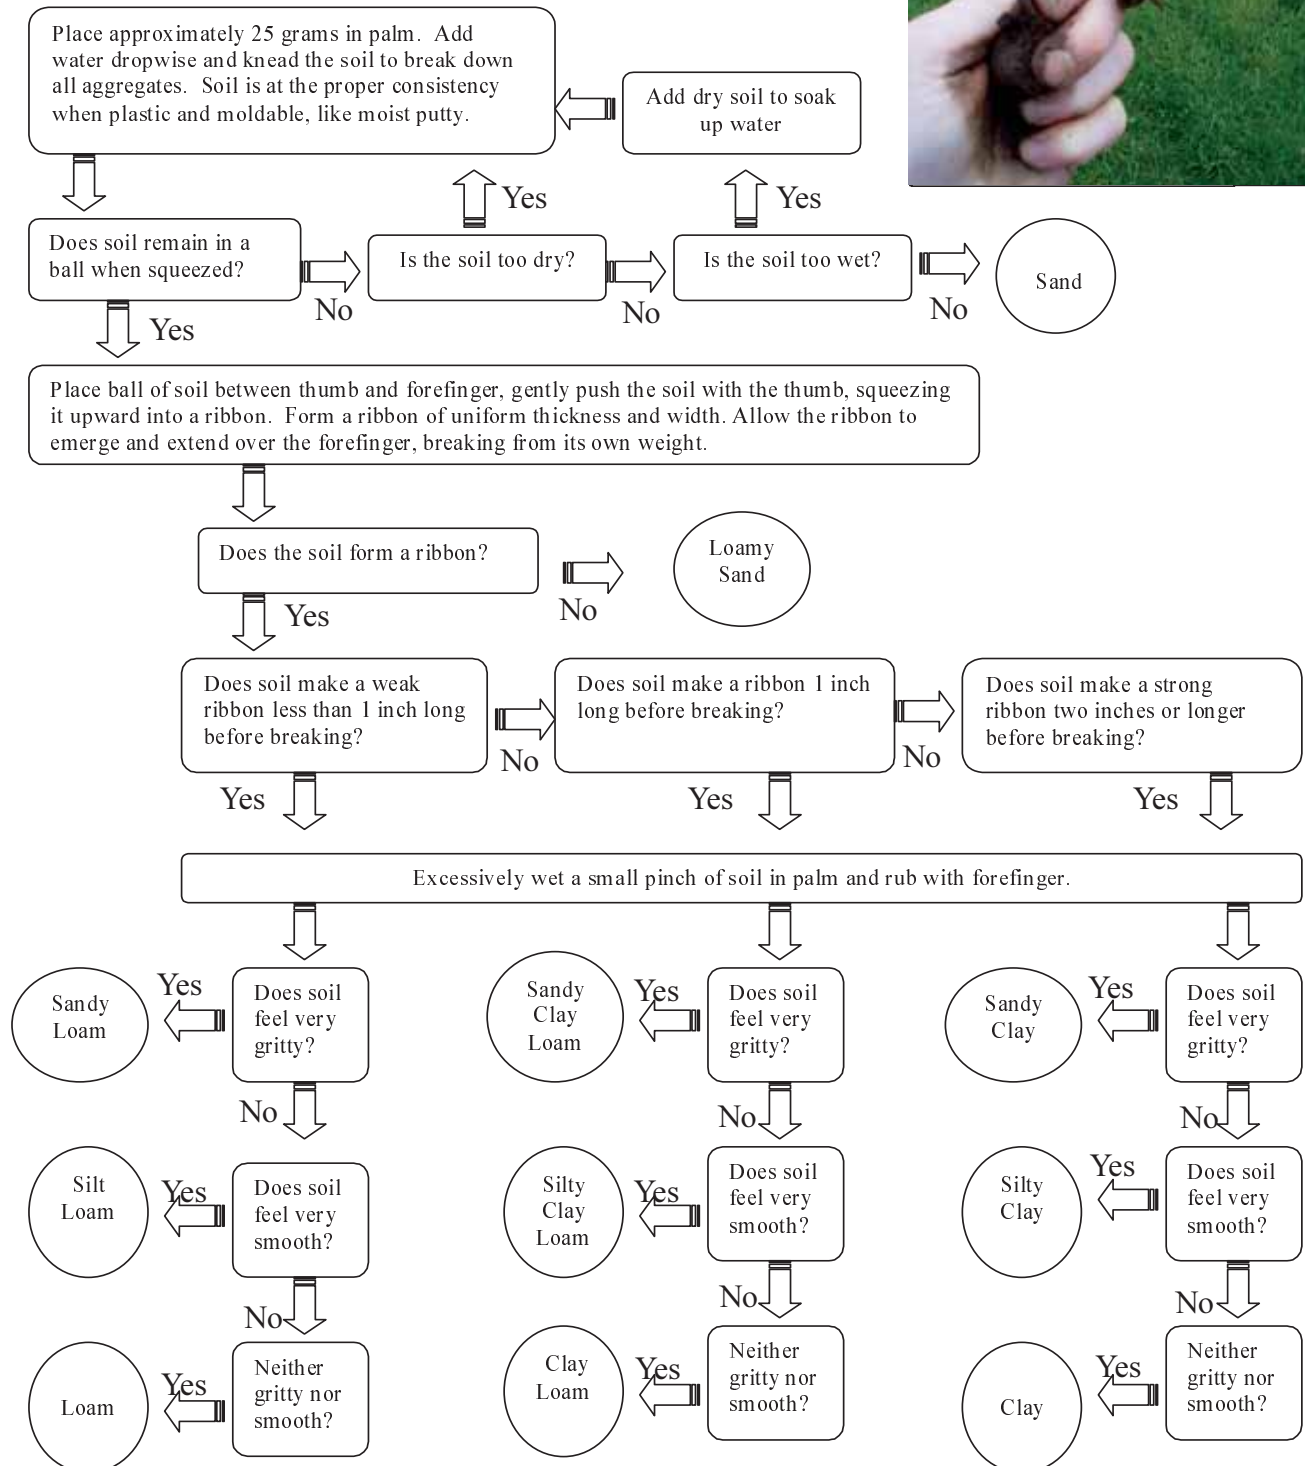 Place approximately 25 grams in palm. Add
water dropwise and knead the soil to break down
all aggregates. Soil is at the proper consistency
when plastic and moldable, like moist putty.
Add dry soil to soak
up water
Yes
Yes
Does soil remain in a
ball when squeezed?
No
Is the soil too dry?
No
Is the soil too wet?
No
Sand
Yes
Place ball of soil between thumb and forefinger, gently push the soil with the thumb, squeezing
it upward into a ribbon. Form a ribbon of uniform thickness and width. Allow the ribbon to
emerge and extend over the forefinger, breaking from its own weight.
Does the soil form a ribbon?
No
Loamy
Sand
Yes
Does soil make a weak
ribbon less than 1 inch long
before breaking?
No
Does soil make a ribbon 1 inch
long before breaking?
No
Does soil make a strong
ribbon two inches or longer
before breaking?
Yes
Yes
Yes
Excessively wet a small pinch of soil in palm and rub with forefinger.
Sandy
Loam
Yes
Does soil
feel very
gritty?
Sandy
Clay
Loam
Yes
Does soil
feel very
gritty?
Sandy
Clay
Yes
Does soil
feel very
gritty?
No
No
No
Silt
Loam
Yes
Does soil
feel very
smooth?
Silty
Clay
Loam
Yes
Does soil
feel very
smooth?
Silty
Clay
Yes
Does soil
feel very
smooth?
No
No
No
Loam
Yes
Neither
gritty nor
smooth?
Clay
Loam
Yes
Neither
gritty nor
smooth?
Clay
Yes
Neither
gritty nor
smooth?